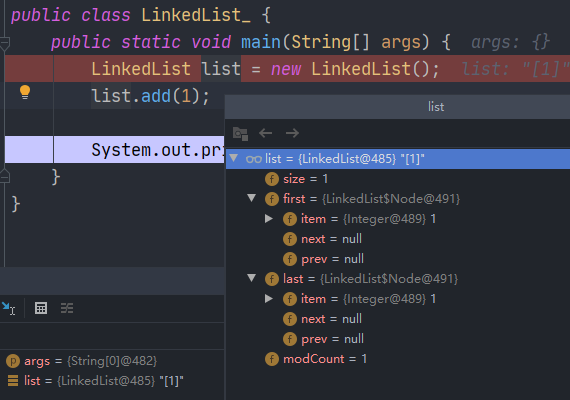 public class LinkedList_ {
public static void main(String[] args) {  args: {}
LinkedList list = new LinkedList();  list: "[1]"
list.add(1);
list
System.out.pri
list = {LinkedList@485} "[1]"
size = 1
first = {LinkedList$Node@491}
item = {Integer@489} 1
next = null
prev = null
last = {LinkedList$Node@491}
item = {Integer@489} 1
next = null
prev = null
modCount = 1
}
}
args = {String[0]@482}
list = {LinkedList@485} "[1]"